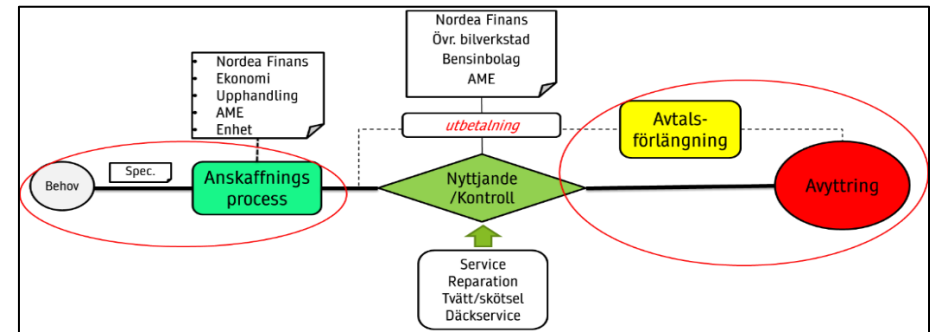 Nordea Finans
Ekonomi
Upphandling
AME
Enhet
Nordea Finans
Övr. bilverkstad
Bensinbolag
AME
utbetalning
Avtals-
förlängning
Behov
Spec.
Anskaffnings
process
Nyttjande
/Kontroll
Avyttring
Service
Reparation
Tvätt/skötsel
Däckservice